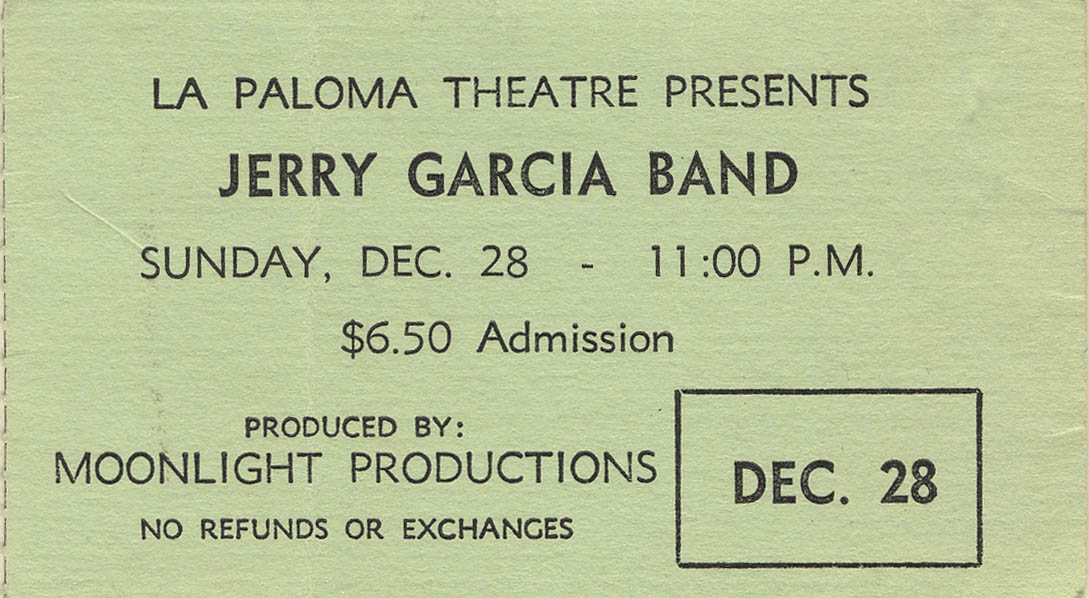 LA PALOMA THEATRE PRESENTS
JERRY GARCIA BAND
SUNDAY, DEC. 28 - 11:00 P.M.
$6.50 Admission
PRODUCED BY:
MOONLIGHT PRODUCTIONS
NO REFUNDS OR EXCHANGES
DEC. 28